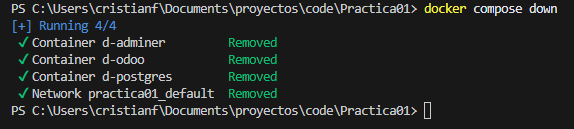 PS C:\Users\cristianf\Documents\proyectos\code\Practica01> docker compose down
[+] Running 4/4
✓ Container d-adminer Removed
✓ Container d-odoo Removed
✓ Container d-postgres Removed
✓ Network practica01_default Removed
PS C:\Users\cristianf\Documents\proyectos\code\Practica01>